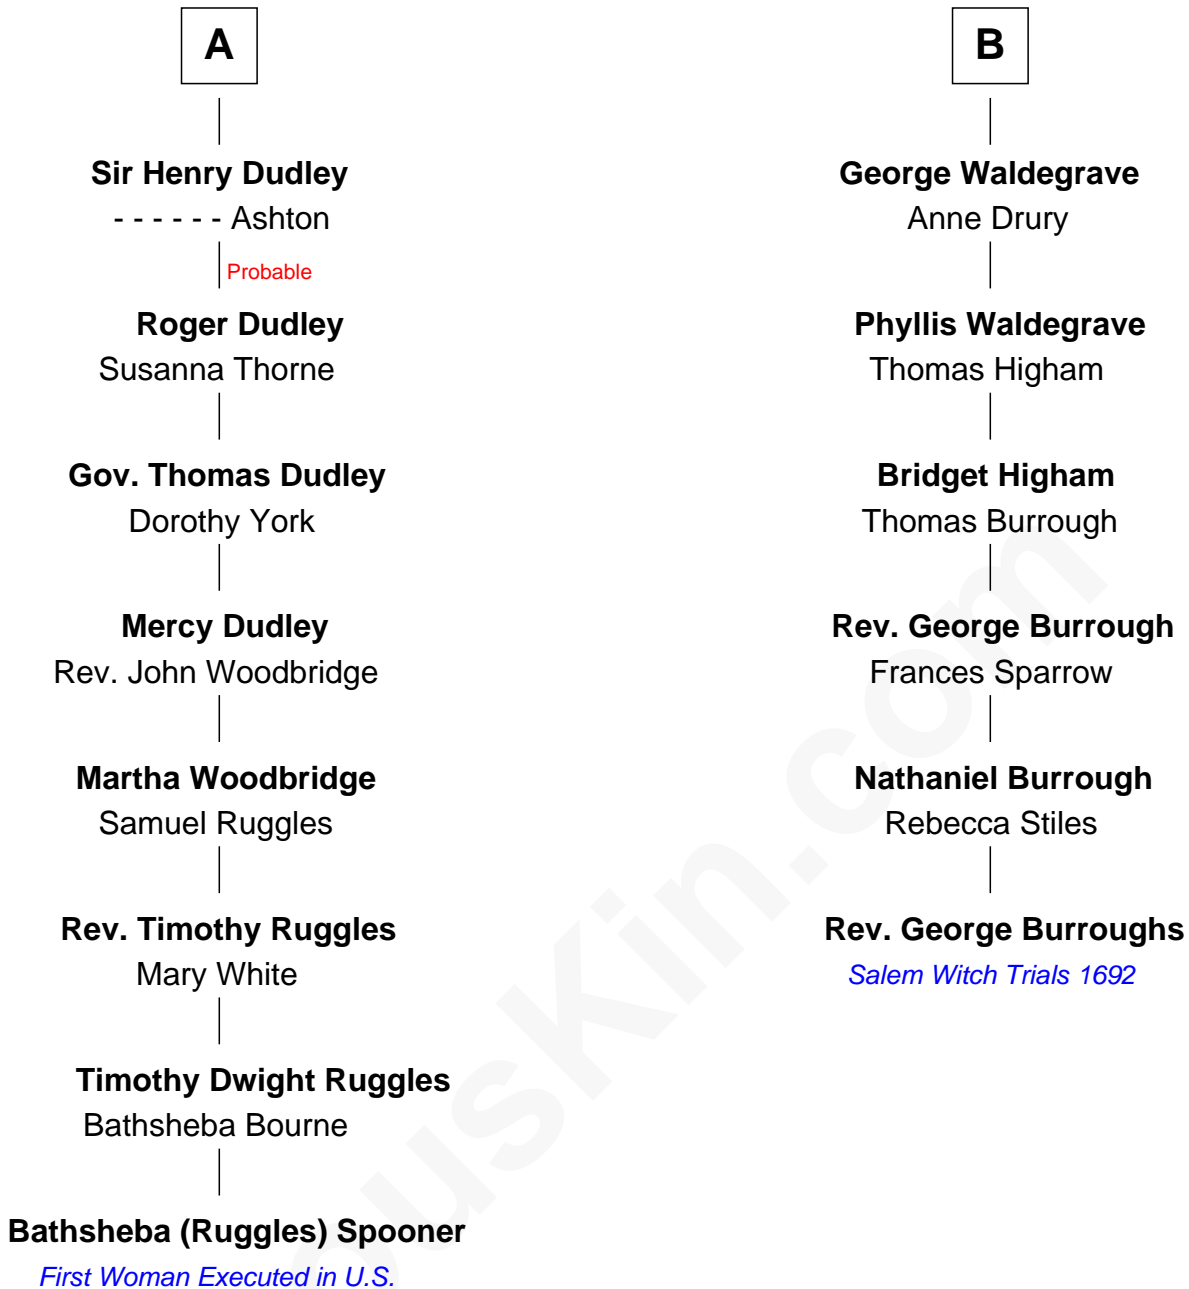 A
Sir Henry Dudley
- - - - - - Ashton
Probable
Roger Dudley
Susanna Thorne
Gov. Thomas Dudley
Dorothy York
Mercy Dudley
Rev. John Woodbridge
Martha Woodbridge
Samuel Ruggles
Rev. Timothy Ruggles
Mary White
Timothy Dwight Ruggles
Bathsheba Bourne
Bathsheba (Ruggles) Spooner
First Woman Executed in U.S.
B
George Waldegrave
Anne Drury
Phyllis Waldegrave
Thomas Higham
Bridget Higham
Thomas Burrough
Rev. George Burrough
Frances Sparrow
Nathaniel Burrough
Rebecca Stiles
Rev. George Burroughs
Salem Witch Trials 1692
ousKin.com